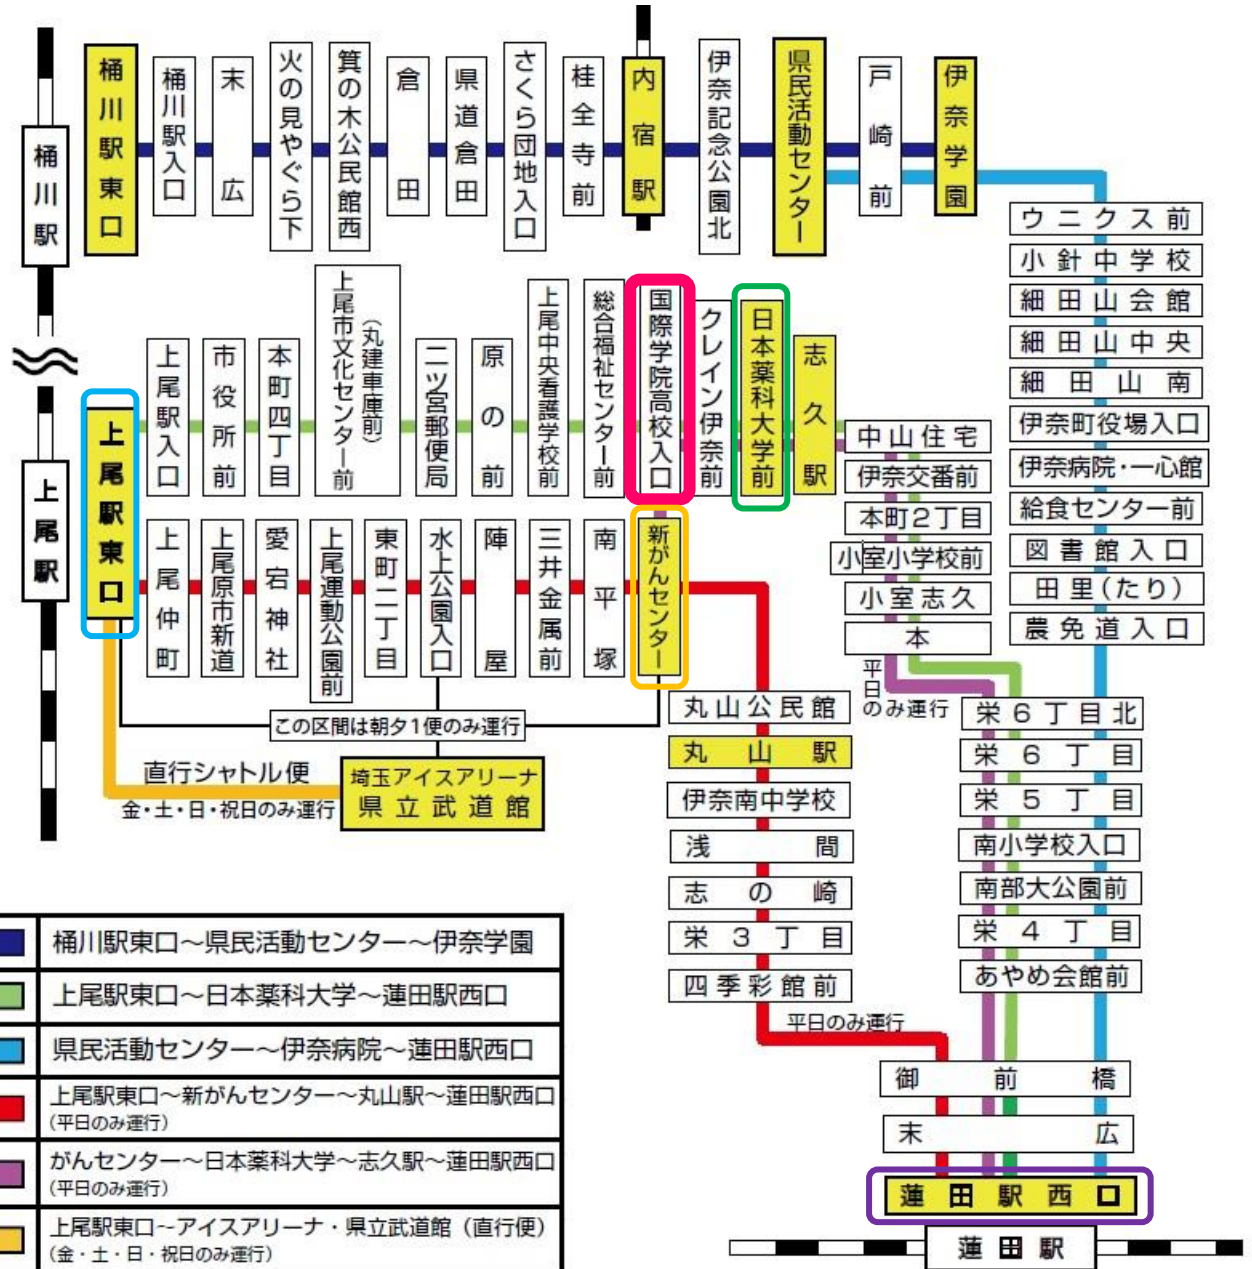 桶川駅
桶川駅東口
桶川駅入口
末広
火の見やぐら下
箕の木公民館西
倉田
県道倉田
さくら団地入口
桂全寺前
内宿駅
伊奈記念公園北
県民活動センター
戸崎前
伊奈学園
ウニクス前
小針中学校
細田山会館
細田山中央
細田山南
伊奈町役場入口
伊奈病院・一心館
給食センター前
図書館入口
田里(たり)
農免道入口
上尾駅
上尾駅東口
上尾駅入口
市役所前
本町四丁目
上尾市文化センター前
(丸建車庫前)
二ツ宮郵便局
原の前
上尾中央看護学校前
総合福祉センター前
国際学院高校入口
クレイン伊奈前
日本薬科大学前
志久駅
中山住宅
伊奈交番前
本町2丁目
小室小学校前
小室志久
本
平日のみ運行
上尾仲町
上尾原市新道
愛宕神社
上尾運動公園前
東町二丁目
水上公園入口
陣屋
三井金属前
南平塚
新がんセンター
この区間は朝夕1便のみ運行
直行シャトル便
金・土・日・祝日のみ運行
埼玉アイスアリーナ
県立武道館
丸山公民館
丸山駅
伊奈南中学校
浅間
志の崎
栄3丁目
四季彩館前
平日のみ運行
栄6丁目北
栄6丁目
栄5丁目
南小学校入口
南部大公園前
栄4丁目
あやめ会館前
御前橋
末広
蓮田駅西口
蓮田駅
桶川駅東口～県民活動センター～伊奈学園
上尾駅東口～日本薬科大学～蓮田駅西口
県民活動センター～伊奈病院～蓮田駅西口
上尾駅東口～新がんセンター～丸山駅～蓮田駅西口
(平日のみ運行)
がんセンター～日本薬科大学～志久駅～蓮田駅西口
(平日のみ運行)
上尾駅東口～アイスアリーナ・県立武道館（直行便）
(金・土・日・祝日のみ運行)